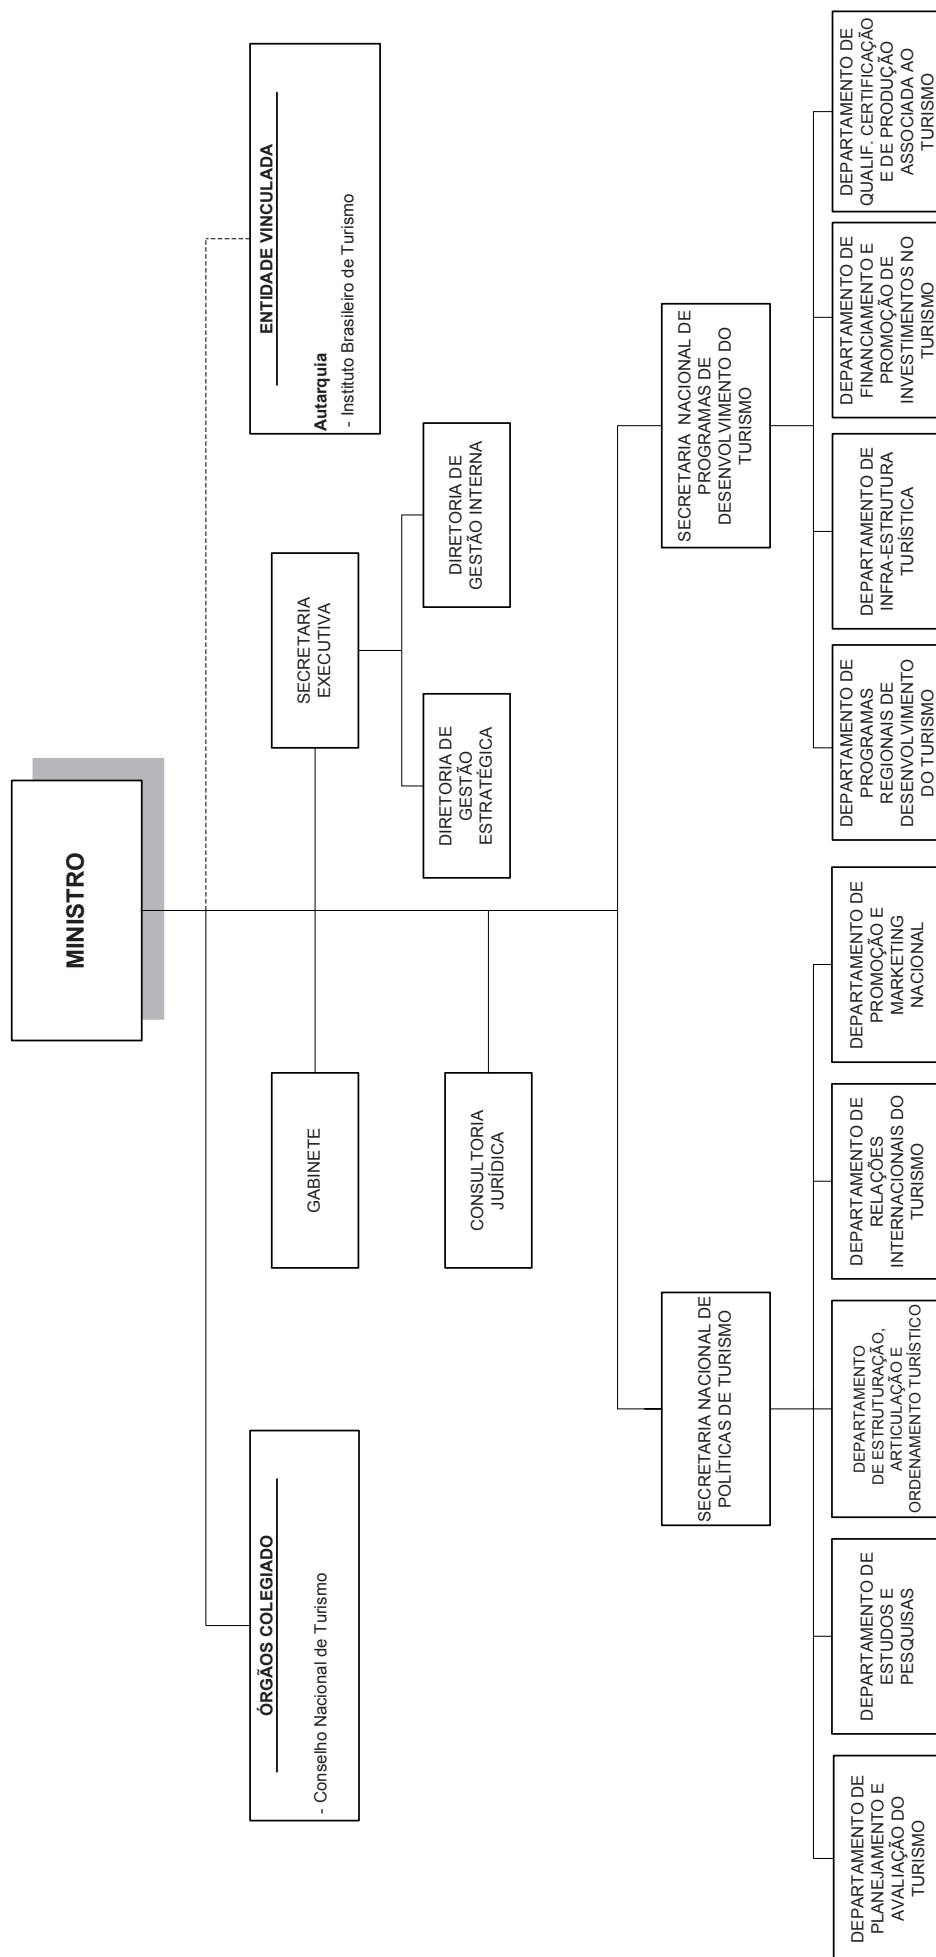 MINISTRO
ÓRGÃOS COLEGIADO
- Conselho Nacional de Turismo
ENTIDADE VINCULADA
Autarquia
- Instituto Brasileiro de Turismo
GABINETE
SECRETARIA
EXECUTIVA
CONSULTORIA
JURÍDICA
DIRETORIA DE
GESTÃO
ESTRATÉGICA
DIRETORIA DE
GESTÃO INTERNA
SECRETARIA NACIONAL DE
POLÍTICAS DE TURISMO
SECRETARIA NACIONAL DE
PROGRAMAS DE
DESENVOLVIMENTO DO
TURISMO
DEPARTAMENTO DE
PLANEJAMENTO E
AVALIAÇÃO DO
TURISMO
DEPARTAMENTO DE
ESTUDOS E
PESQUISAS
DEPARTAMENTO
DE ESTRUTURAÇÃO,
ARTICULAÇÃO E
ORDENAMENTO TURÍSTICO
DEPARTAMENTO DE
RELAÇÕES
INTERNACIONAIS DO
TURISMO
DEPARTAMENTO DE
PROMOÇÃO E
MARKETING
NACIONAL
DEPARTAMENTO DE
PROGRAMAS
REGIONAIS DE
DESENVOLVIMENTO
DO TURISMO
DEPARTAMENTO DE
INFRA-ESTRUTURA
TURÍSTICA
DEPARTAMENTO DE
FINANCIAMENTO E
PROMOÇÃO DE
INVESTIMENTOS NO
TURISMO
DEPARTAMENTO DE
QUALIF. CERTIFICAÇÃO
E DE PRODUÇÃO
ASSOCIADA AO
TURISMO